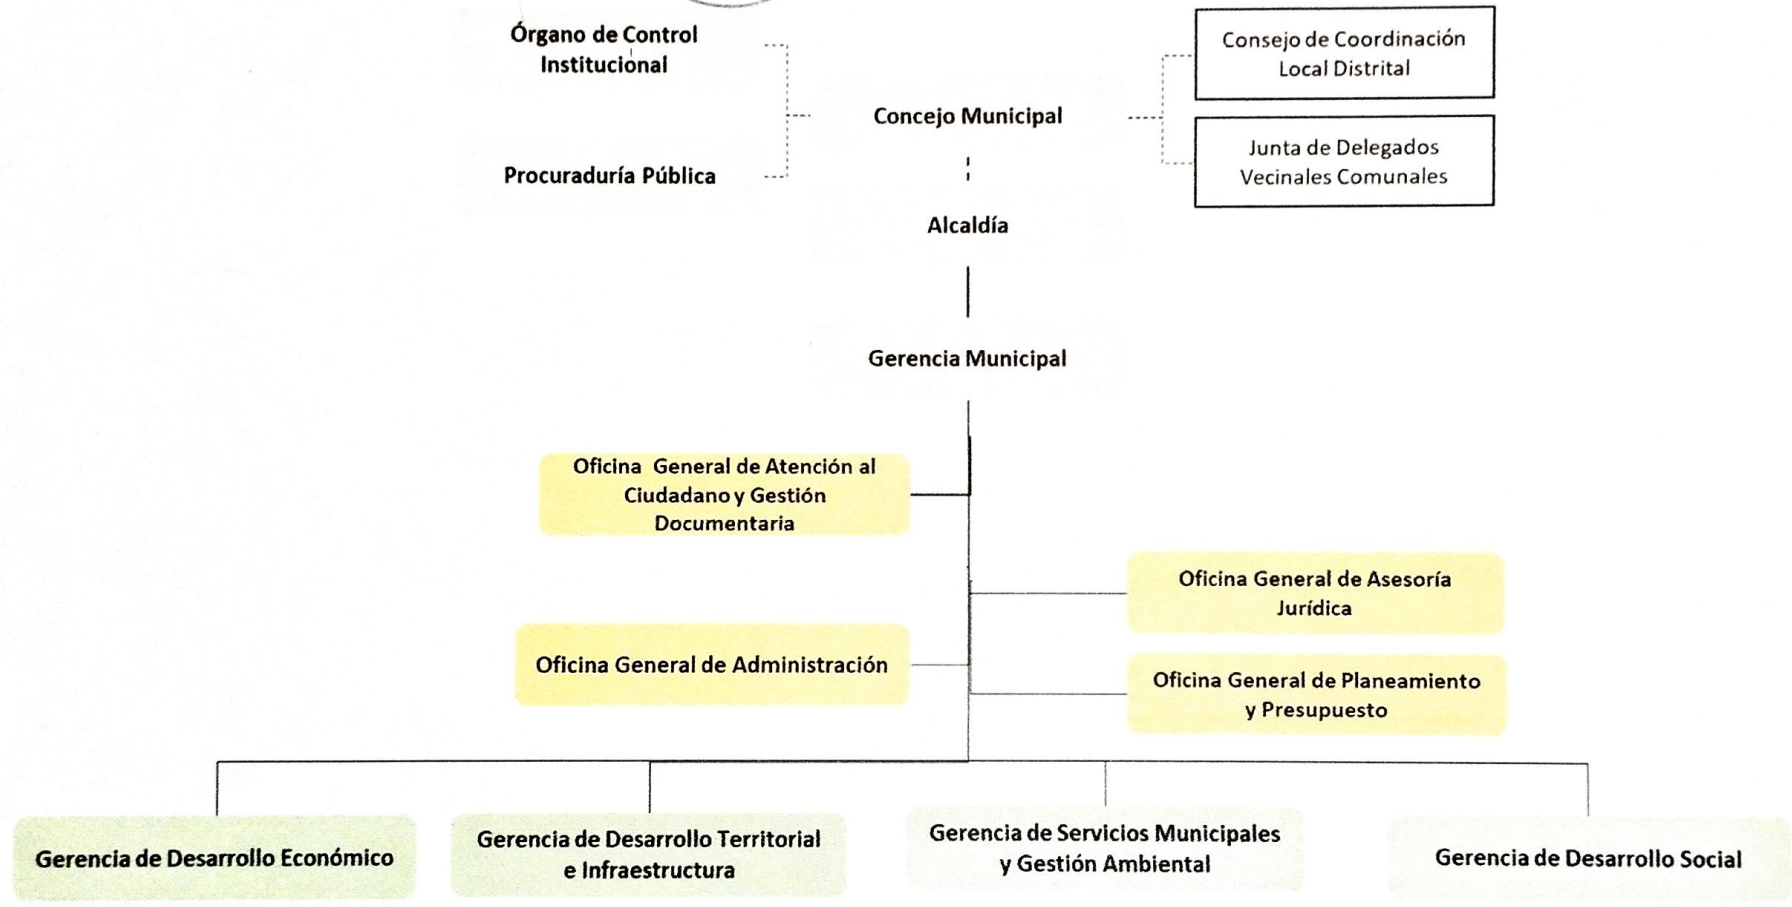 Órgano de Control
Institucional
Consejo de Coordinación
Local Distrital
Concejo Municipal
Junta de Delegados
Vecinales Comunales
Procuraduría Pública
Alcaldía
Gerencia Municipal
Oficina General de Atención al
Ciudadano y Gestión
Documentaria
Oficina General de Asesoría
Jurídica
Oficina General de Administración
Oficina General de Planeamiento
y Presupuesto
Gerencia de Desarrollo Económico
Gerencia de Desarrollo Territorial
e Infraestructura
Gerencia de Servicios Municipales
y Gestión Ambiental
Gerencia de Desarrollo Social